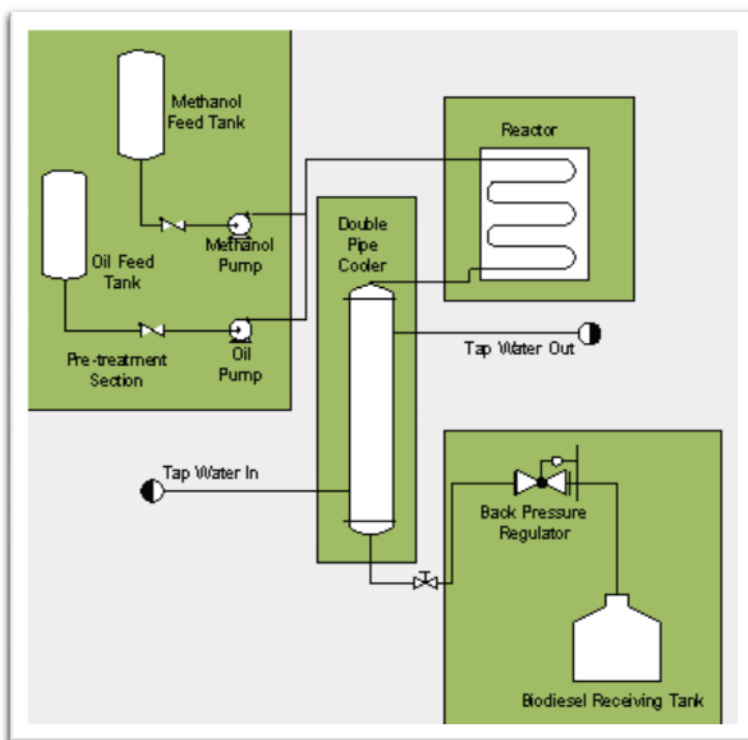 Methanol
Feed Tank
Methanol
Pump
Oil Feed
Tank
Oil
Pump
Pre-treatment
Section
Reactor
Double
Pipe
Cooler
Tap Water Out
Tap Water In
Back Pressure
Regulator
Biodiesel Receiving Tank